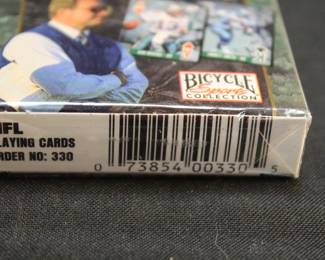 BICYCLE
Sports
COLLECTION
NFL
PLAYING CARDS
ORDER NO: 330
0 73854 00330 5